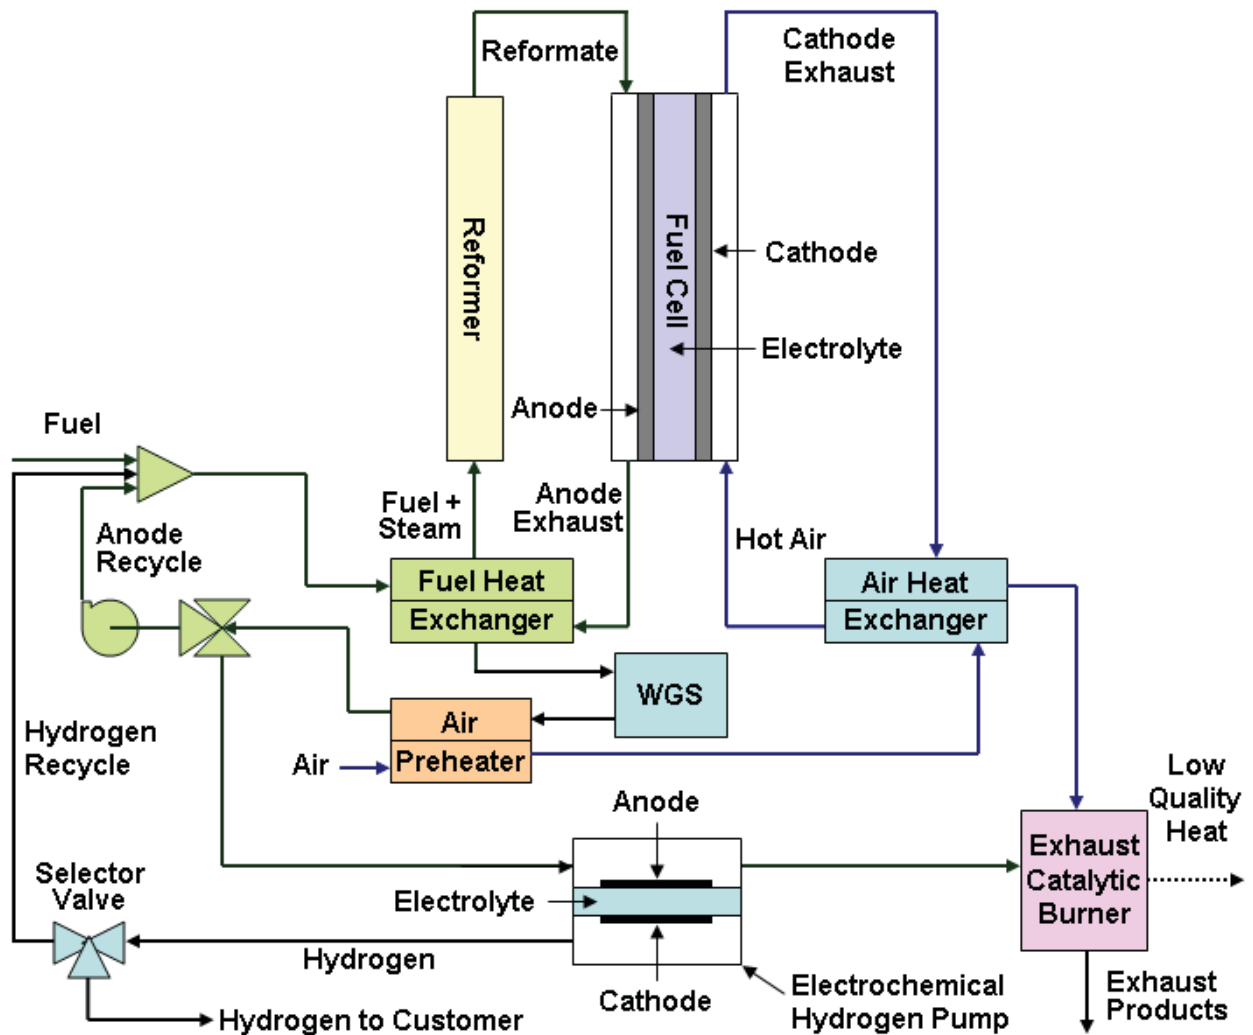 Reformate
Cathode
Exhaust
Reformer
Fuel Cell
Cathode
Electrolyte
Anode
Fuel
Fuel +
Steam
Anode
Exhaust
Hot Air
Anode
Recycle
Fuel Heat
Exchanger
Air Heat
Exchanger
WGS
Hydrogen
Recycle
Air
Preheater
Air
Low
Quality
Heat
Anode
Exhaust
Catalytic
Burner
Selector
Valve
Electrolyte
Hydrogen
Cathode
Electrochemical
Hydrogen Pump
Exhaust
Products
Hydrogen to Customer